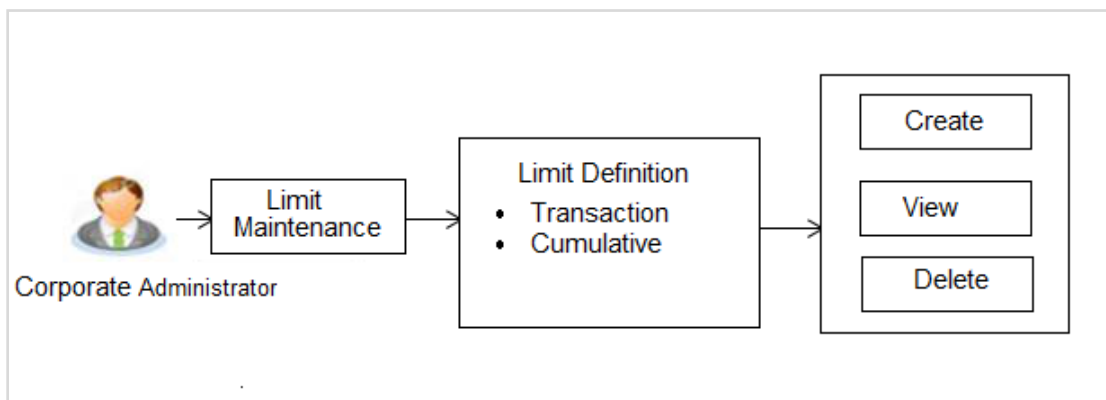 Corporate Administrator
Limit
Maintenance
Limit Definition
• Transaction
• Cumulative
Create
View
Delete